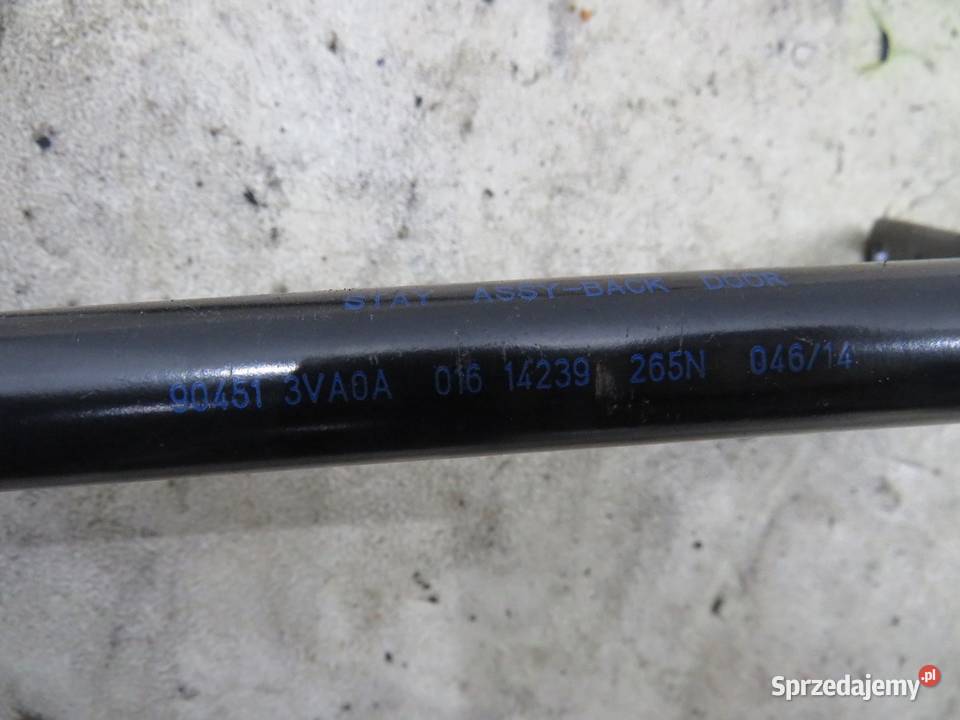 STAY ASSY-BACK DOOR
90451 3VA0A 016 14239 265N 046/14
Sprzedajemy.pl